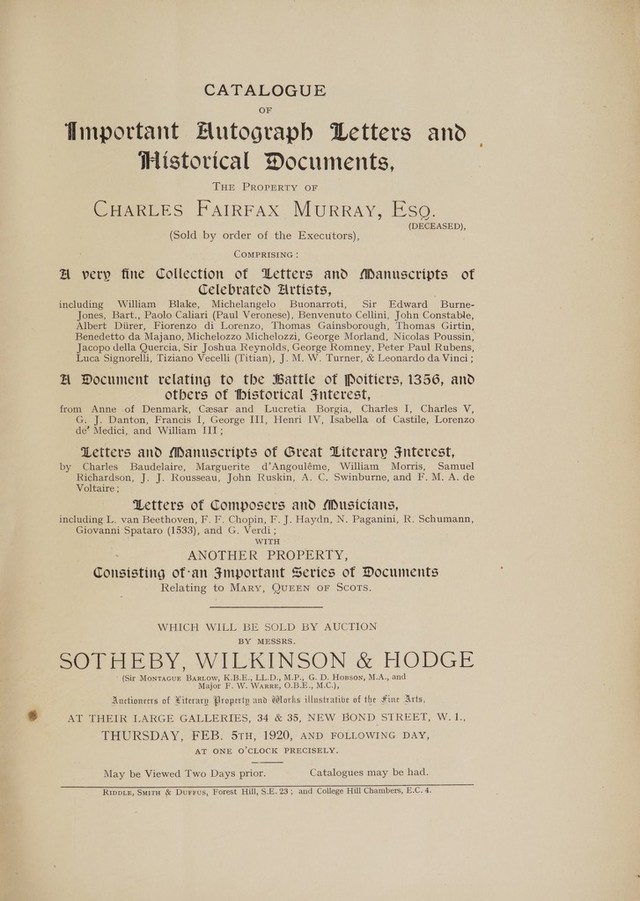 CATALOGUE
OF
Important Autograph Letters and
Historical Documents,
THE PROPERTY OF
CHARLES FAIRFAX MURRAY, ESQ.
(DECEASED),
(Sold by order of the Executors),
COMPRISING:
A very fine Collection of Letters and Manuscripts of
Celebrated Artists,
including William Blake, Michelangelo Buonarroti, Sir Edward Burne-
Jones, Bart., Paolo Caliari (Paul Veronese), Benvenuto Cellini, John Constable,
Albert Dürer, Fiorenzo di Lorenzo, Thomas Gainsborough, Thomas Girtin,
Benedetto da Majano, Michelozzo Michelozzi, George Morland, Nicolas Poussin,
Jacopo della Quercia, Sir Joshua Reynolds, George Romney, Peter Paul Rubens,
Luca Signorelli, Tiziano Vecelli (Titian), J. M. W. Turner, & Leonardo da Vinci;
A Document relating to the Battle of Poitiers, 1356, and
others of Historical Interest,
from Anne of Denmark, Cæsar and Lucretia Borgia, Charles I, Charles V,
G. J. Danton, Francis I, George III, Henri IV, Isabella of Castile, Lorenzo
de' Medici, and William III;
Letters and Manuscripts of Great Literary Interest,
by Charles Baudelaire, Marguerite d'Angoulême, William Morris, Samuel
Richardson, J. J. Rousseau, John Ruskin, A. C. Swinburne, and F. M. A. de
Voltaire;
Letters of Composers and Musicians,
including L. van Beethoven, F. F. Chopin, F. J. Haydn, N. Paganini, R. Schumann,
Giovanni Spataro (1533), and G. Verdi;
WITH
ANOTHER PROPERTY,
Consisting of an Important Series of Documents
Relating to MARY, QUEEN OF SCOTS.
WHICH WILL BE SOLD BY AUCTION
BY MESSRS.
SOTHEBY, WILKINSON & HODGE
(Sir MONTAGUE BARLOW, K.B.E., LL.D., M.P., G. D. HOBSON, M.A., and
Major F. W. WARRE, O.B.E., M.C.),
Auctioneers of Literary Property and Works illustrative of the Fine Arts,
AT THEIR LARGE GALLERIES, 34 & 35, NEW BOND STREET, W. 1.,
THURSDAY, FEB. 5TH, 1920, AND FOLLOWING DAY,
AT ONE O'CLOCK PRECISELY.
May be Viewed Two Days prior. Catalogues may be had.
RIDDLE, SMITH & DUFFUS, Forest Hill, S.E. 23; and College Hill Chambers, E.C. 4.